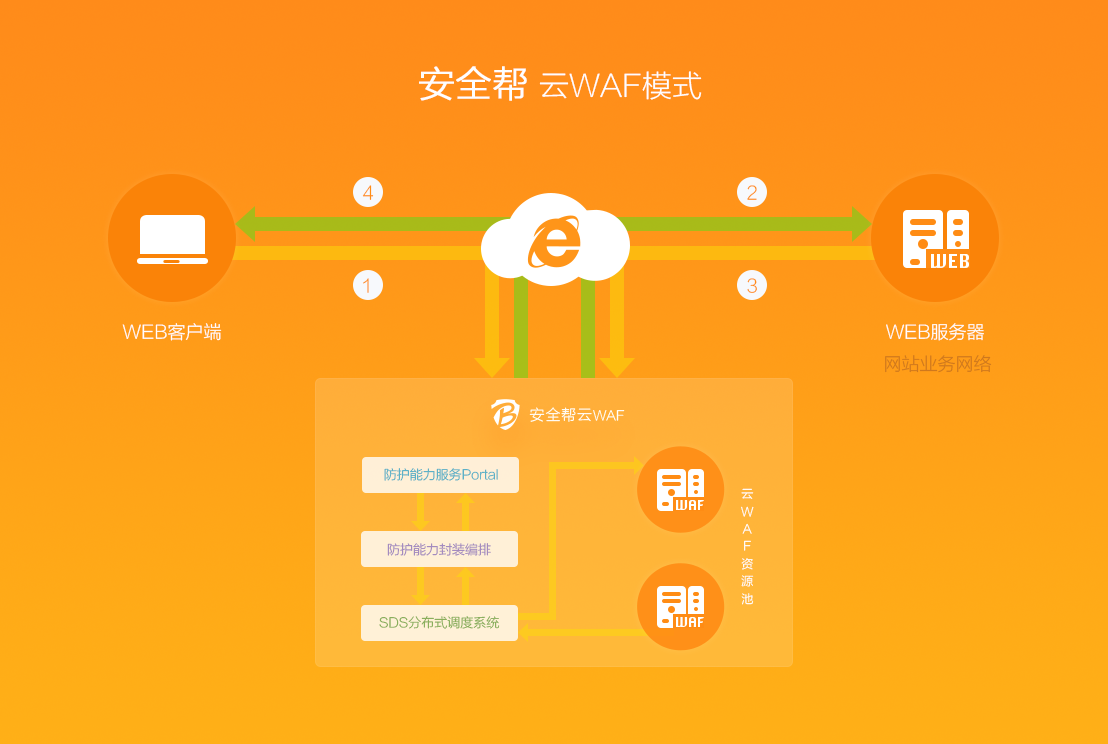 安全帮 云WAF模式
4
2
1
3
WEB
WEB客户端
WEB服务器
网站业务网络
安全帮云WAF
防护能力服务Portal
防护能力封装编排
SDS分布式调度系统
WAF
WAF
云WAF资源池